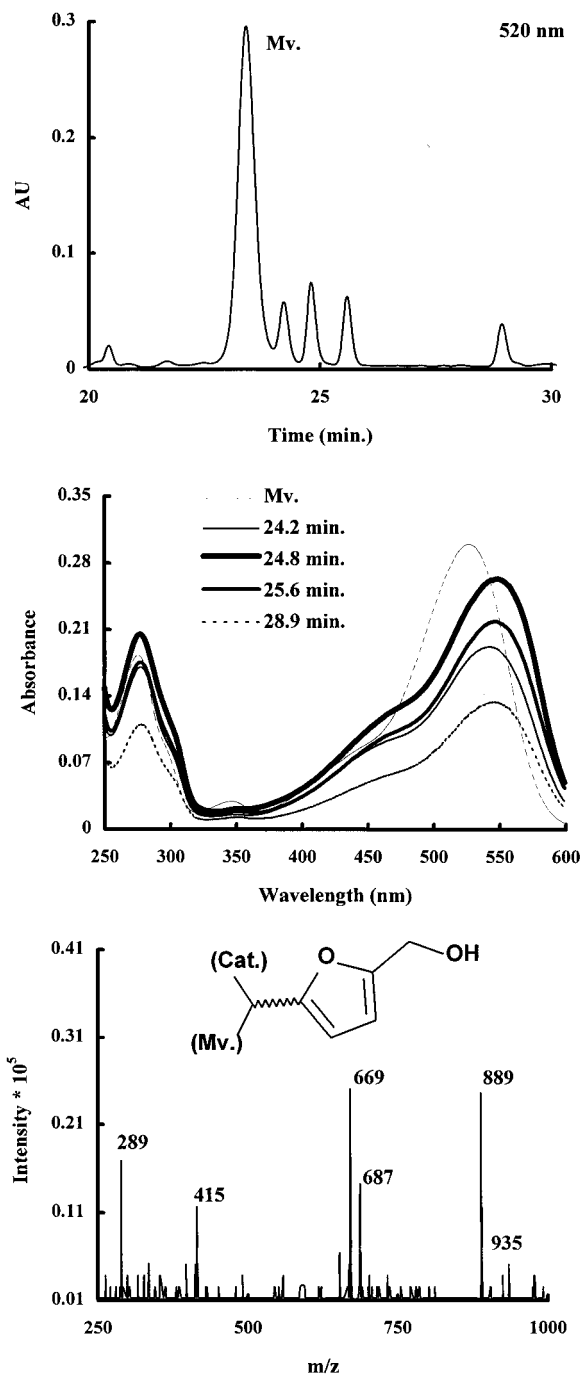 0.3
Mv.
520 nm
0.2
AU
0.1
0
20
25
30
Time (min.)
0.35
Mv.
24.2 min.
0.28
24.8 min.
25.6 min.
0.21
28.9 min.
Absorbance
0.14
0.07
0
250
300
350
400
450
500
550
600
Wavelength (nm)
0.41
(Cat.)
O
OH
0.31
(Mv.)
Intensity * 10⁵
669
889
0.21
289
687
415
0.11
935
0.01
250
500
750
1000
m/z